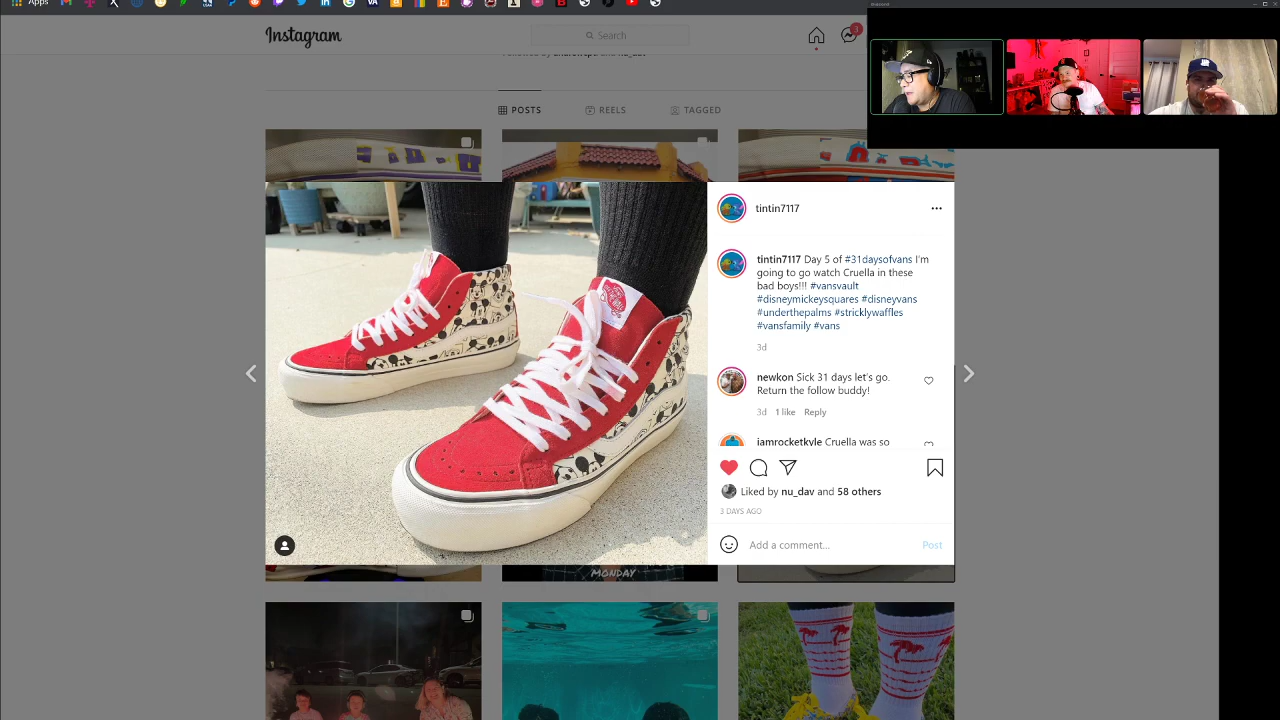 Apps
Instagram
Search
3
POSTS
REELS
TAGGED
tintin7117
tintin7117 Day 5 of #31daysofvans I'm
going to go watch Cruella in these
bad boys!!! #vansvault
#disneymickeysquares #disneyvans
#underthepalms #stricklywaffles
#vansfamily #vans
3d
newkon Sick 31 days let's go.
Return the follow buddy!
3d 1 like Reply
iamrocketkyle Cruella was so
Liked by nu_dav and 58 others
3 DAYS AGO
Add a comment...
Post
MONDAY